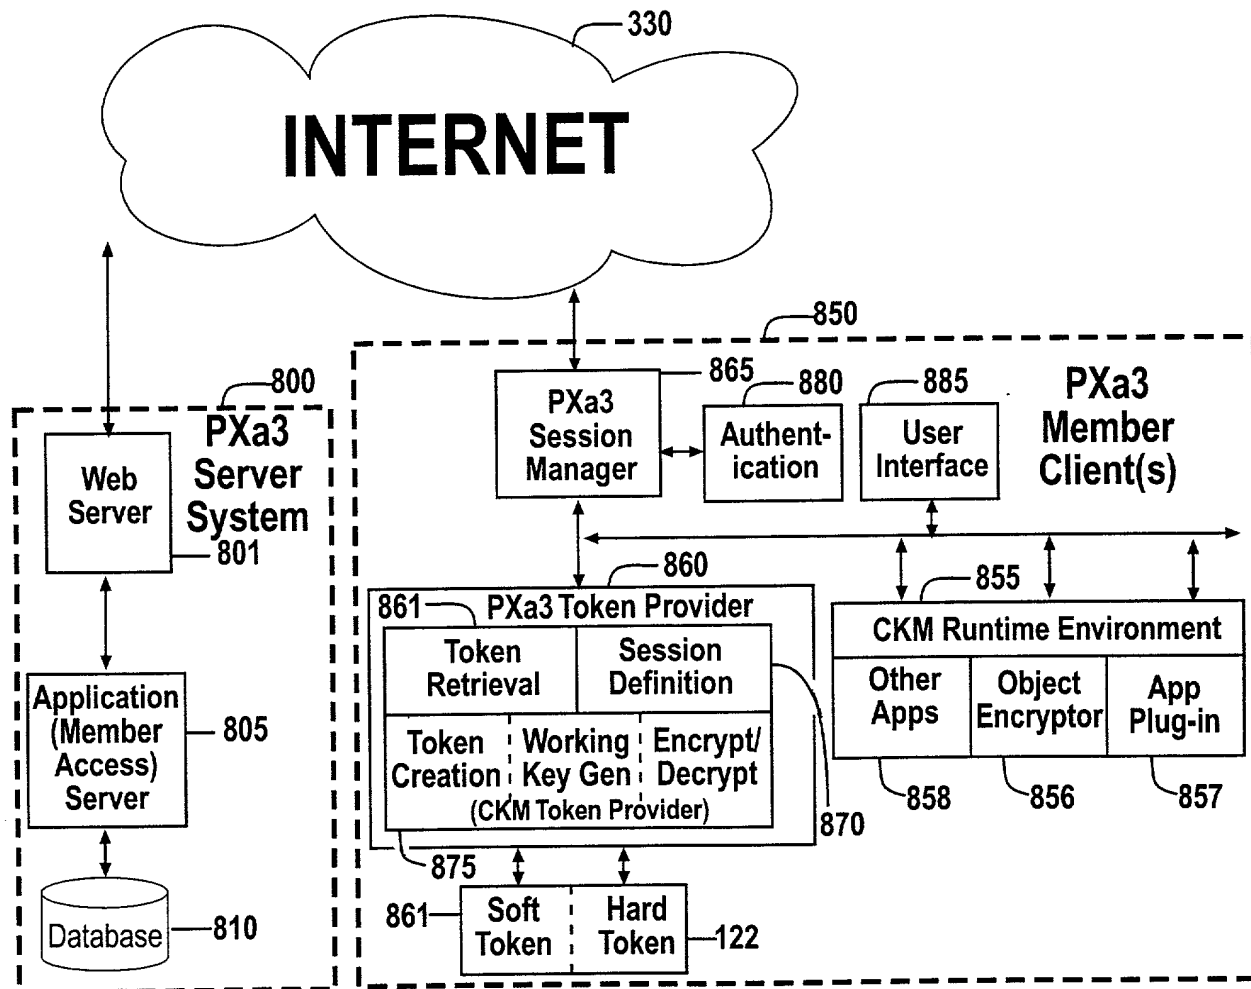 330
INTERNET
850
800
PXa3
Server
System
Web
Server
801
Application
(Member
Access)
Server
805
Database
810
865
PXa3
Session
Manager
880
Authent-
ication
885
User
Interface
PXa3
Member
Client(s)
860
PXa3 Token Provider
861
Token
Retrieval
Session
Definition
Token
Creation
Working
Key Gen
Encrypt/
Decrypt
(CKM Token Provider)
870
875
855
CKM Runtime Environment
Other
Apps
Object
Encryptor
App
Plug-in
858
856
857
861
Soft
Token
Hard
Token
122